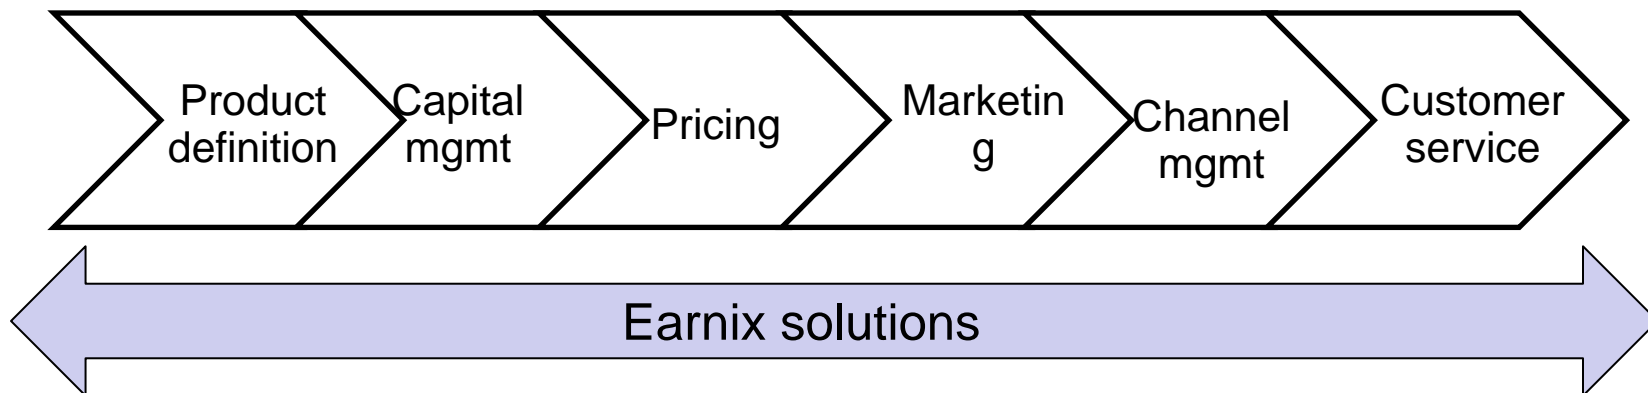 Product
definition
Capital
mgmt
Pricing
Marketin
g
Channel
mgmt
Customer
service
Earnix solutions